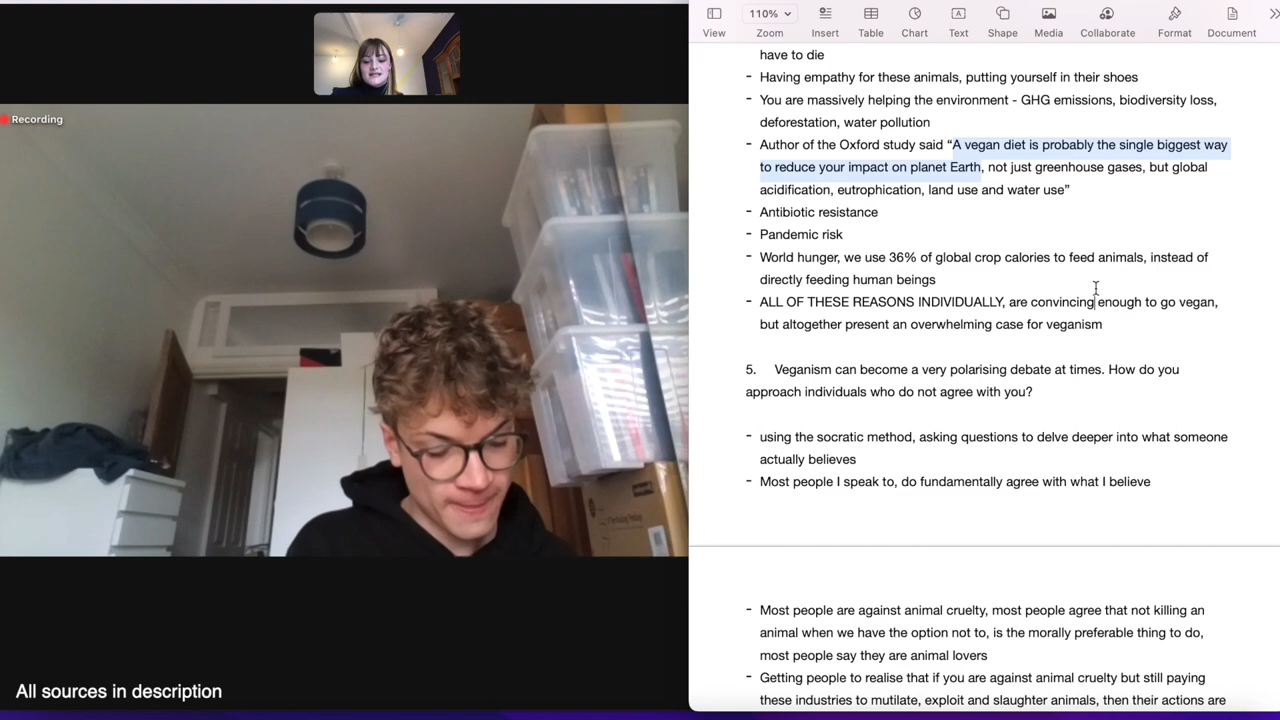 Recording
All sources in description
110%
View
Zoom
Insert
Table
Chart
Text
Shape
Media
Collaborate
Format
Document
have to die
- Having empathy for these animals, putting yourself in their shoes
- You are massively helping the environment - GHG emissions, biodiversity loss,
deforestation, water pollution
- Author of the Oxford study said “A vegan diet is probably the single biggest way
to reduce your impact on planet Earth, not just greenhouse gases, but global
acidification, eutrophication, land use and water use”
- Antibiotic resistance
- Pandemic risk
- World hunger, we use 36% of global crop calories to feed animals, instead of
directly feeding human beings
- ALL OF THESE REASONS INDIVIDUALLY, are convincing enough to go vegan,
but altogether present an overwhelming case for veganism
5. Veganism can become a very polarising debate at times. How do you
approach individuals who do not agree with you?
- using the socratic method, asking questions to delve deeper into what someone
actually believes
- Most people I speak to, do fundamentally agree with what I believe
- Most people are against animal cruelty, most people agree that not killing an
animal when we have the option not to, is the morally preferable thing to do,
most people say they are animal lovers
- Getting people to realise that if you are against animal cruelty but still paying
these industries to mutilate, exploit and slaughter animals, then their actions are